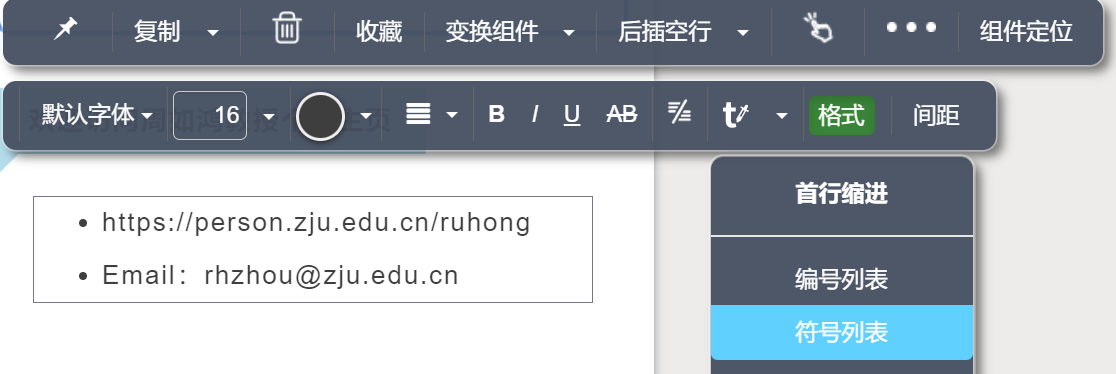 复制 收藏 变换组件 后插空行 组件定位
默认字体 16 B I U AB 格式 间距
首行缩进
https://person.zju.edu.cn/ruhong
Email：rhzhou@zju.edu.cn
编号列表
符号列表